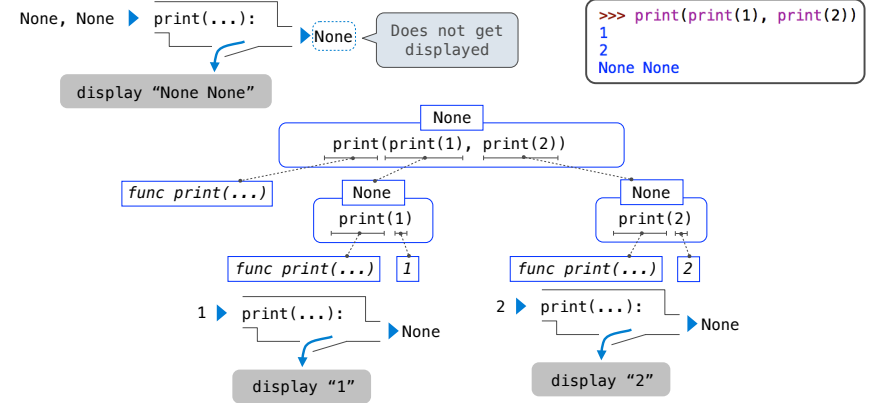 None, None
print(...):
None
Does not get
displayed
display “None None”
>>> print(print(1), print(2))
1
2
None None
None
print(print(1), print(2))
func print(...)
None
print(1)
func print(...)
1
None
print(2)
func print(...)
2
1
print(...):
None
display “1”
2
print(...):
None
display “2”